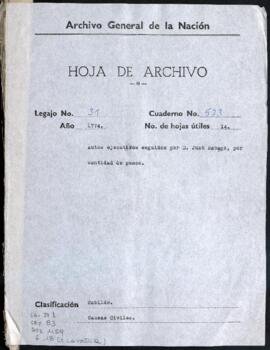 Archivo General de la Nación
HOJA DE ARCHIVO
Legajo No. 31 Cuaderno No. 523
Año 1774. No. de hojas útiles 14.
Autos ejecutivos seguidos por D. José por
cantidad de pesos.
Clasificación Cabildo.
Causas Civiles.